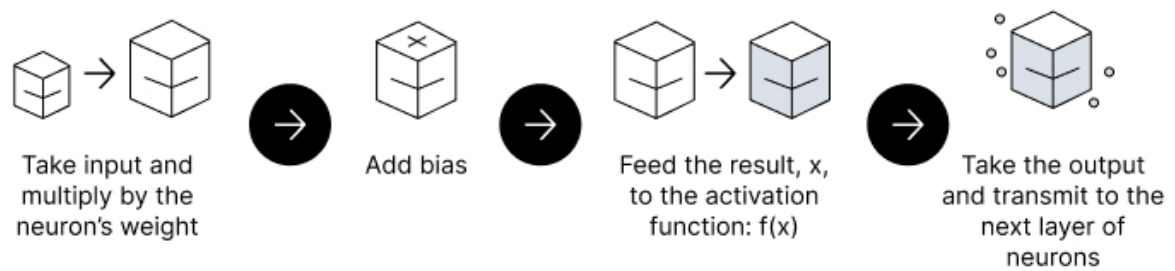 Take input and
multiply by the
neuron's weight
Add bias
Feed the result, x,
to the activation
function: f(x)
Take the output
and transmit to the
next layer of
neurons